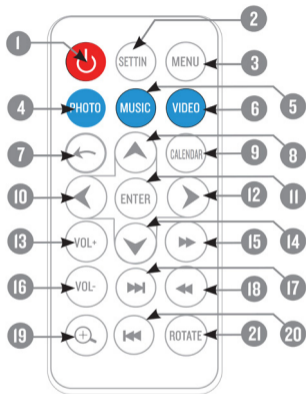 2
1
SETTIN
MENU
3
4
PHOTO
MUSIC
VIDEO
5
6
7
CALENDAR
9
8
10
ENTER
12
11
13
VOL+
15
14
16
VOL-
18
17
19
ROTATE
21
20